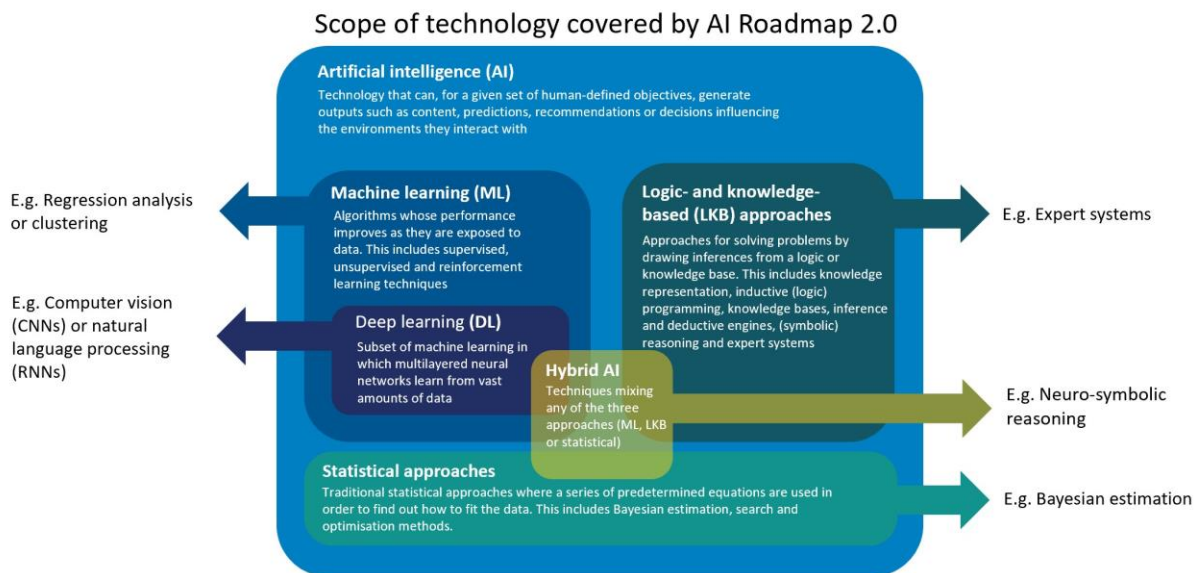 Scope of technology covered by AI Roadmap 2.0
Artificial intelligence (AI)
Technology that can, for a given set of human-defined objectives, generate
outputs such as content, predictions, recommendations or decisions influencing
the environments they interact with
E.g. Regression analysis
or clustering
Machine learning (ML)
Algorithms whose performance
improves as they are exposed to
data. This includes supervised,
unsupervised and reinforcement
learning techniques
Logic- and knowledge-
based (LKB) approaches
Approaches for solving problems by
drawing inferences from a logic or
knowledge base. This includes knowledge
representation, inductive (logic)
programming, knowledge bases, inference
and deductive engines, (symbolic)
reasoning and expert systems
E.g. Expert systems
E.g. Computer vision
(CNNs) or natural
language processing
(RNNs)
Deep learning (DL)
Subset of machine learning in
which multilayered neural
networks learn from vast
amounts of data
Hybrid AI
Techniques mixing
any of the three
approaches (ML, LKB
or statistical)
E.g. Neuro-symbolic
reasoning
Statistical approaches
Traditional statistical approaches where a series of predetermined equations are used in
order to find out how to fit the data. This includes Bayesian estimation, search and
optimisation methods.
E.g. Bayesian estimation